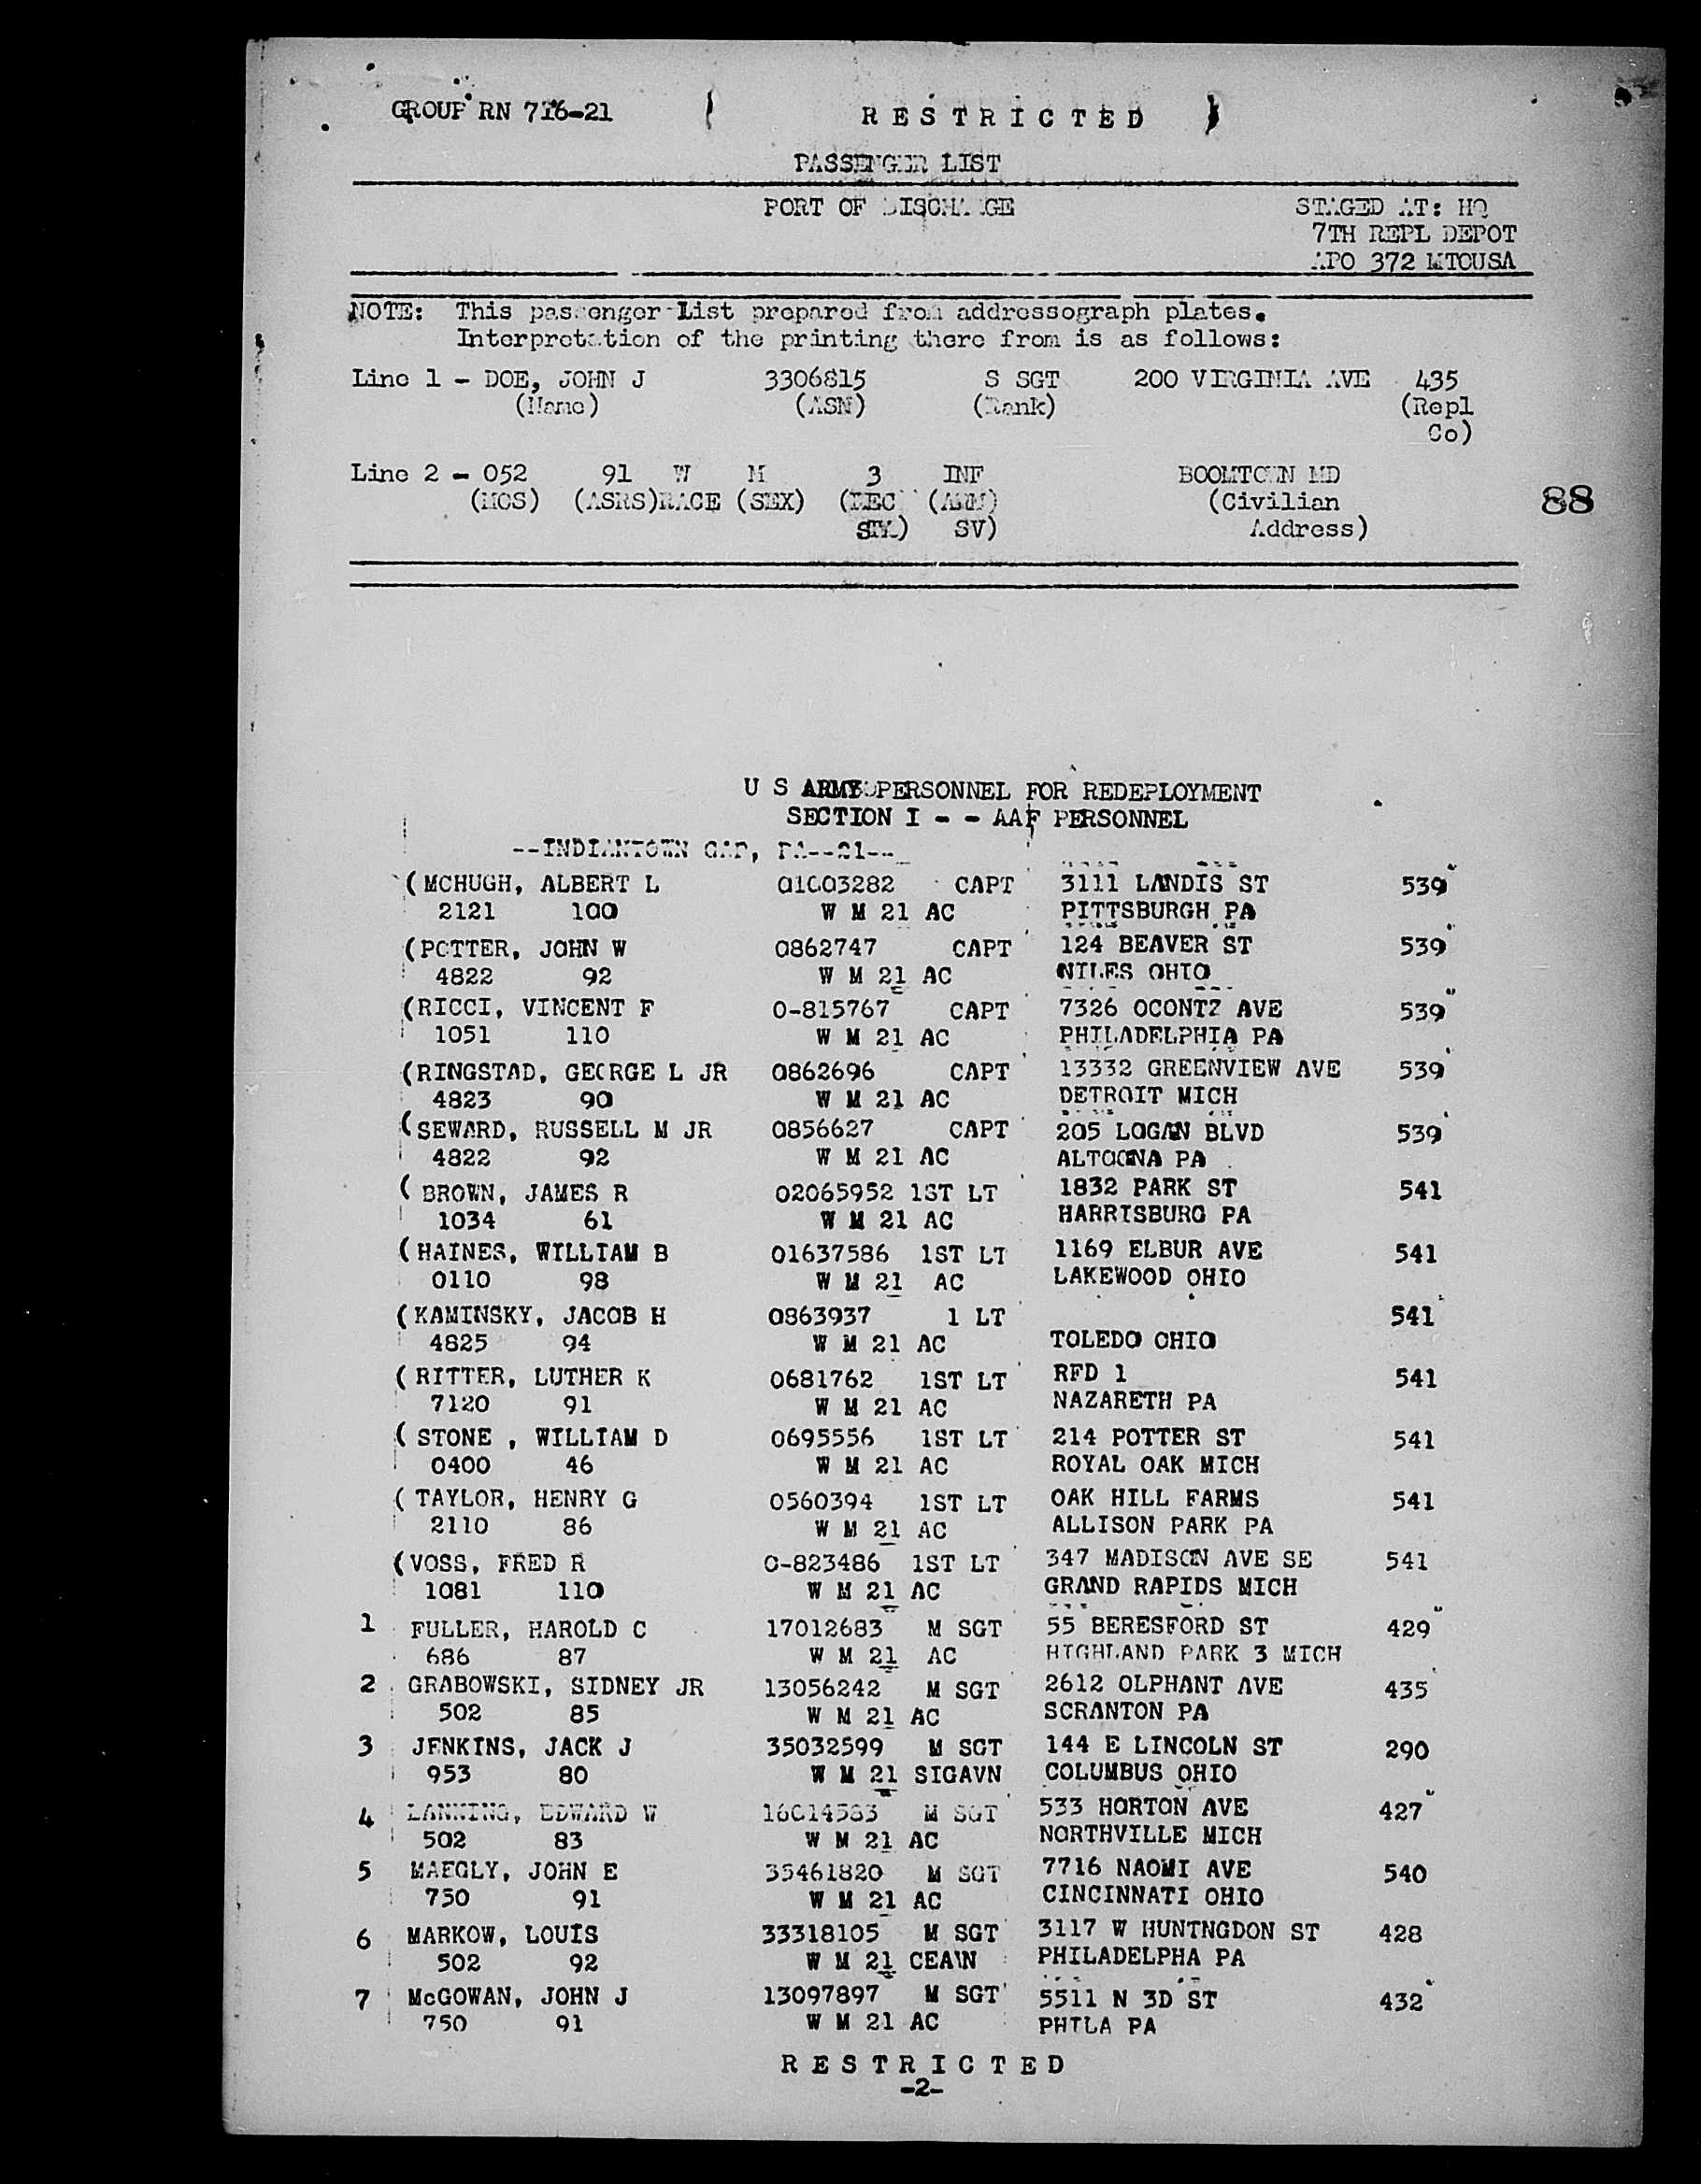 GROUP RN 716-21 RESTRICTED
PASSENGER LIST
PORT OF DISCHARGE STAGED AT: HQ
7TH REPL DEPOT
APO 372 MTOUSA
NOTE: This passenger List prepared from addressograph plates.
Interpretation of the printing there from is as follows:
Line 1 - DOE, JOHN J 3306815 S SGT 200 VIRGINIA AVE 435
(Name) (ASN) (Rank) (Repl
Co)
Line 2 - 052 91 W M 3 INF BOOMTOWN MD
(MOS) (ASRS)RACE (SEX) (REC (ARM) (Civilian
STA) SV) Address)
88
U S ARMY PERSONNEL FOR REDEPLOYMENT
SECTION I - - AAF PERSONNEL
--INDIANTOWN GAP, PA--21--
(MCHUGH, ALBERT L 01003282 CAPT 3111 LANDIS ST 539
2121 100 W M 21 AC PITTSBURGH PA
(POTTER, JOHN W 0862747 CAPT 124 BEAVER ST 539
4822 92 W M 21 AC NILES OHIO
(RICCI, VINCENT F 0-815767 CAPT 7326 OCONTZ AVE 539
1051 110 W M 21 AC PHILADELPHIA PA
(RINGSTAD, GEORGE L JR 0862696 CAPT 13332 GREENVIEW AVE 539
4823 90 W M 21 AC DETROIT MICH
(SEWARD, RUSSELL M JR 0856627 CAPT 205 LOGAN BLVD 539
4822 92 W M 21 AC ALTOONA PA
(BROWN, JAMES R 02065952 1ST LT 1832 PARK ST 541
1034 61 W M 21 AC HARRISBURG PA
(HAINES, WILLIAM B 01637586 1ST LT 1169 ELBUR AVE 541
0110 98 W M 21 AC LAKEWOOD OHIO
(KAMINSKY, JACOB H 0863937 1 LT 541
4825 94 W M 21 AC TOLEDO OHIO
(RITTER, LUTHER K 0681762 1ST LT RFD 1 541
7120 91 W M 21 AC NAZARETH PA
(STONE , WILLIAM D 0695556 1ST LT 214 POTTER ST 541
0400 46 W M 21 AC ROYAL OAK MICH
(TAYLOR, HENRY G 0560394 1ST LT OAK HILL FARMS 541
2110 86 W M 21 AC ALLISON PARK PA
(VOSS, FRED R 0-823486 1ST LT 347 MADISON AVE SE 541
1081 110 W M 21 AC GRAND RAPIDS MICH
1 FULLER, HAROLD C 17012683 M SGT 55 BERESFORD ST 429
686 87 W M 21 AC HIGHLAND PARK 3 MICH
2 GRABOWSKI, SIDNEY JR 13056242 M SGT 2612 OLPHANT AVE 435
502 85 W M 21 AC SCRANTON PA
3 JENKINS, JACK J 35032599 M SGT 144 E LINCOLN ST 290
953 80 W M 21 SIGAVN COLUMBUS OHIO
4 LANNING, EDWARD W 16014583 M SGT 533 HORTON AVE 427
502 83 W M 21 AC NORTHVILLE MICH
5 MAEGLY, JOHN E 35461820 M SGT 7716 NAOMI AVE 540
750 91 W M 21 AC CINCINNATI OHIO
6 MARKOW, LOUIS 33318105 M SGT 3117 W HUNTNGDON ST 428
502 92 W M 21 CEAVN PHILADELPHA PA
7 McGOWAN, JOHN J 13097897 M SGT 5511 N 3D ST 432
750 91 W M 21 AC PHILA PA
RESTRICTED
-2-